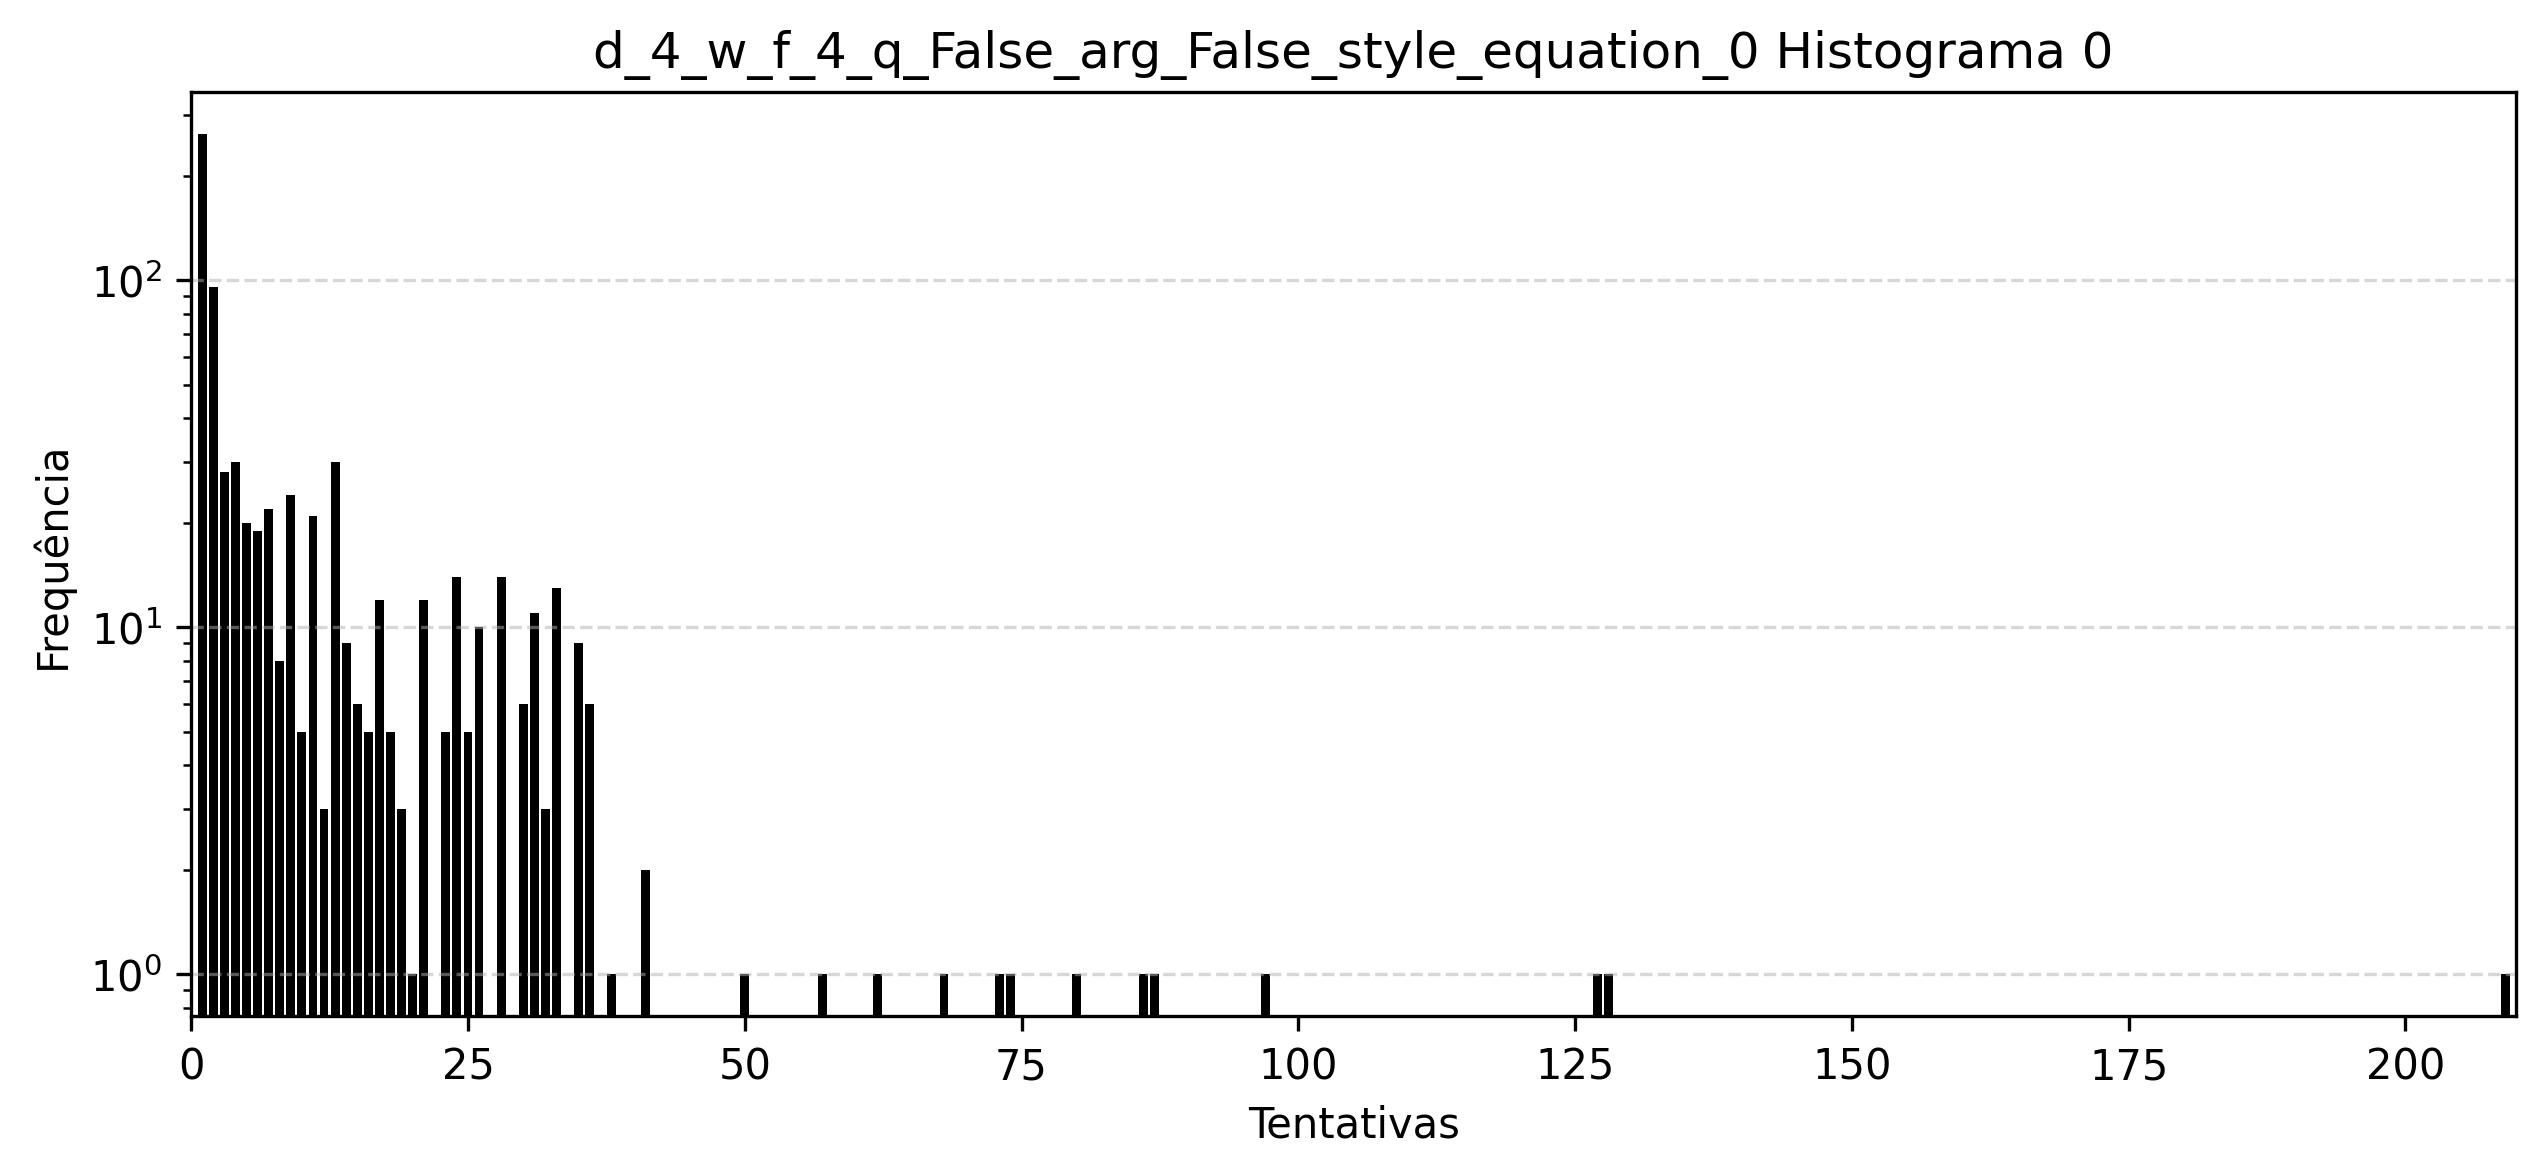 d_4_w_f_4_q_False_arg_False_style_equation_0 Histograma 0
Frequência
10²
10¹
10⁰
0 25 50 75 100 125 150 175 200
Tentativas